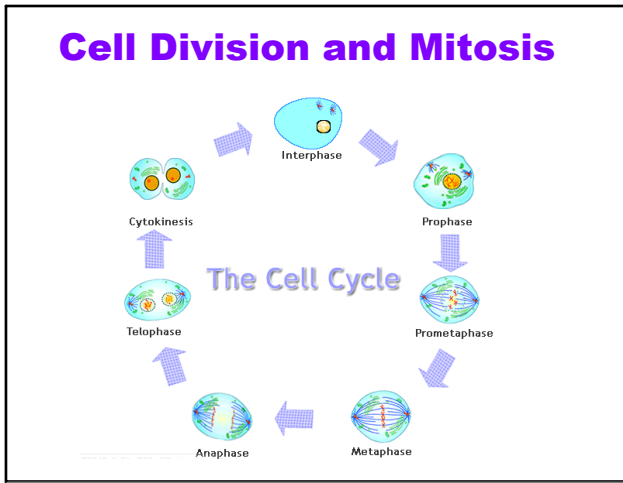 Cell Division and Mitosis
Interphase
Cytokinesis
Prophase
The Cell Cycle
Telophase
Prometaphase
Anaphase
Metaphase